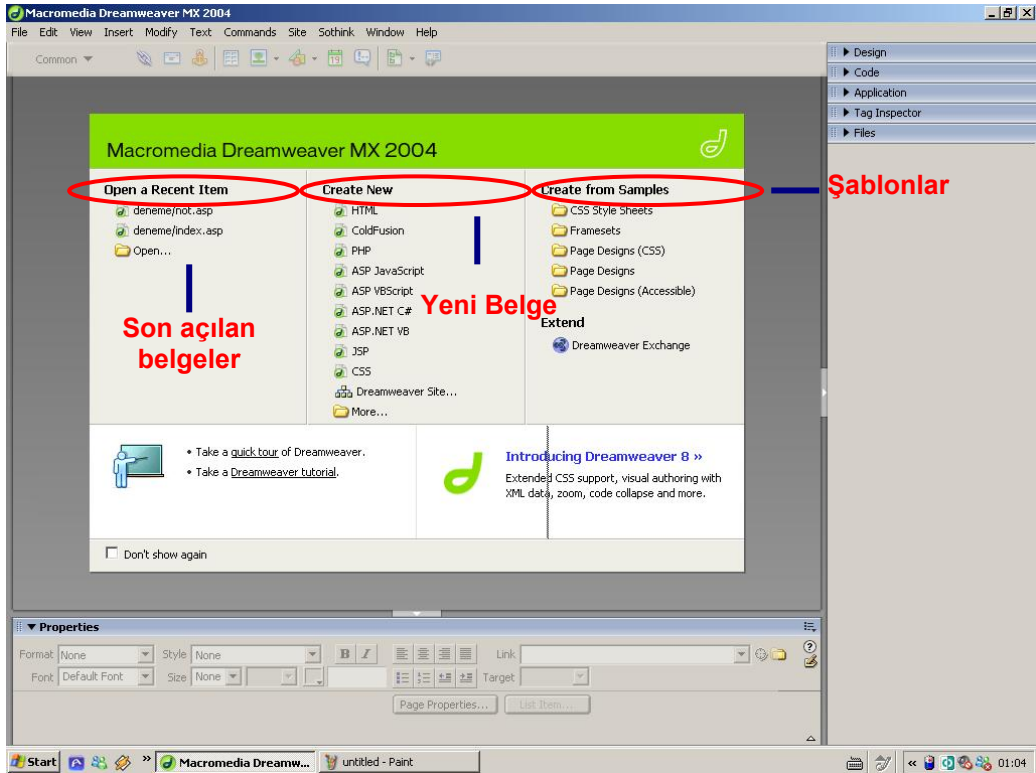 Macromedia Dreamweaver MX 2004
File Edit View Insert Modify Text Commands Site Sothink Window Help
Common
Design
Code
Application
Tag Inspector
Files
Macromedia Dreamweaver MX 2004
Open a Recent Item
deneme/not.asp
deneme/index.asp
Open...
Son açılan
belgeler
Create New
HTML
ColdFusion
PHP
ASP JavaScript
ASP VBScript
ASP.NET C#
ASP.NET VB
JSP
CSS
Dreamweaver Site...
More...
Yeni Belge
Create from Samples
CSS Style Sheets
Framesets
Page Designs (CSS)
Page Designs
Page Designs (Accessible)
Extend
Dreamweaver Exchange
Şablonlar
• Take a quick tour of Dreamweaver.
• Take a Dreamweaver tutorial.
Introducing Dreamweaver 8 »
Extended CSS support, visual authoring with
XML data, zoom, code collapse and more.
Don't show again
Properties
Format None Style None B I Link
Font Default Font Size None Target
Page Properties... List Item...
Start » Macromedia Dreamw... untitled - Paint « 01:04